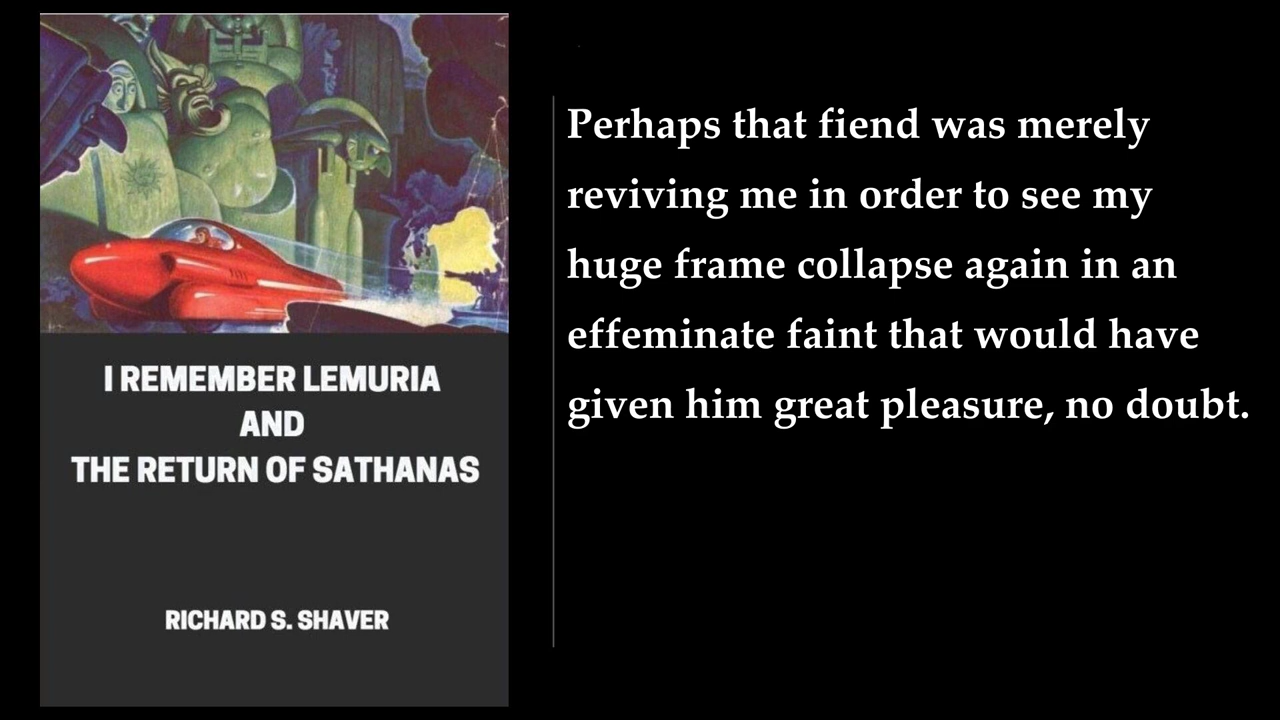 I REMEMBER LEMURIA
AND
THE RETURN OF SATHANAS
RICHARD S. SHAVER
Perhaps that fiend was merely
reviving me in order to see my
huge frame collapse again in an
effeminate faint that would have
given him great pleasure, no doubt.